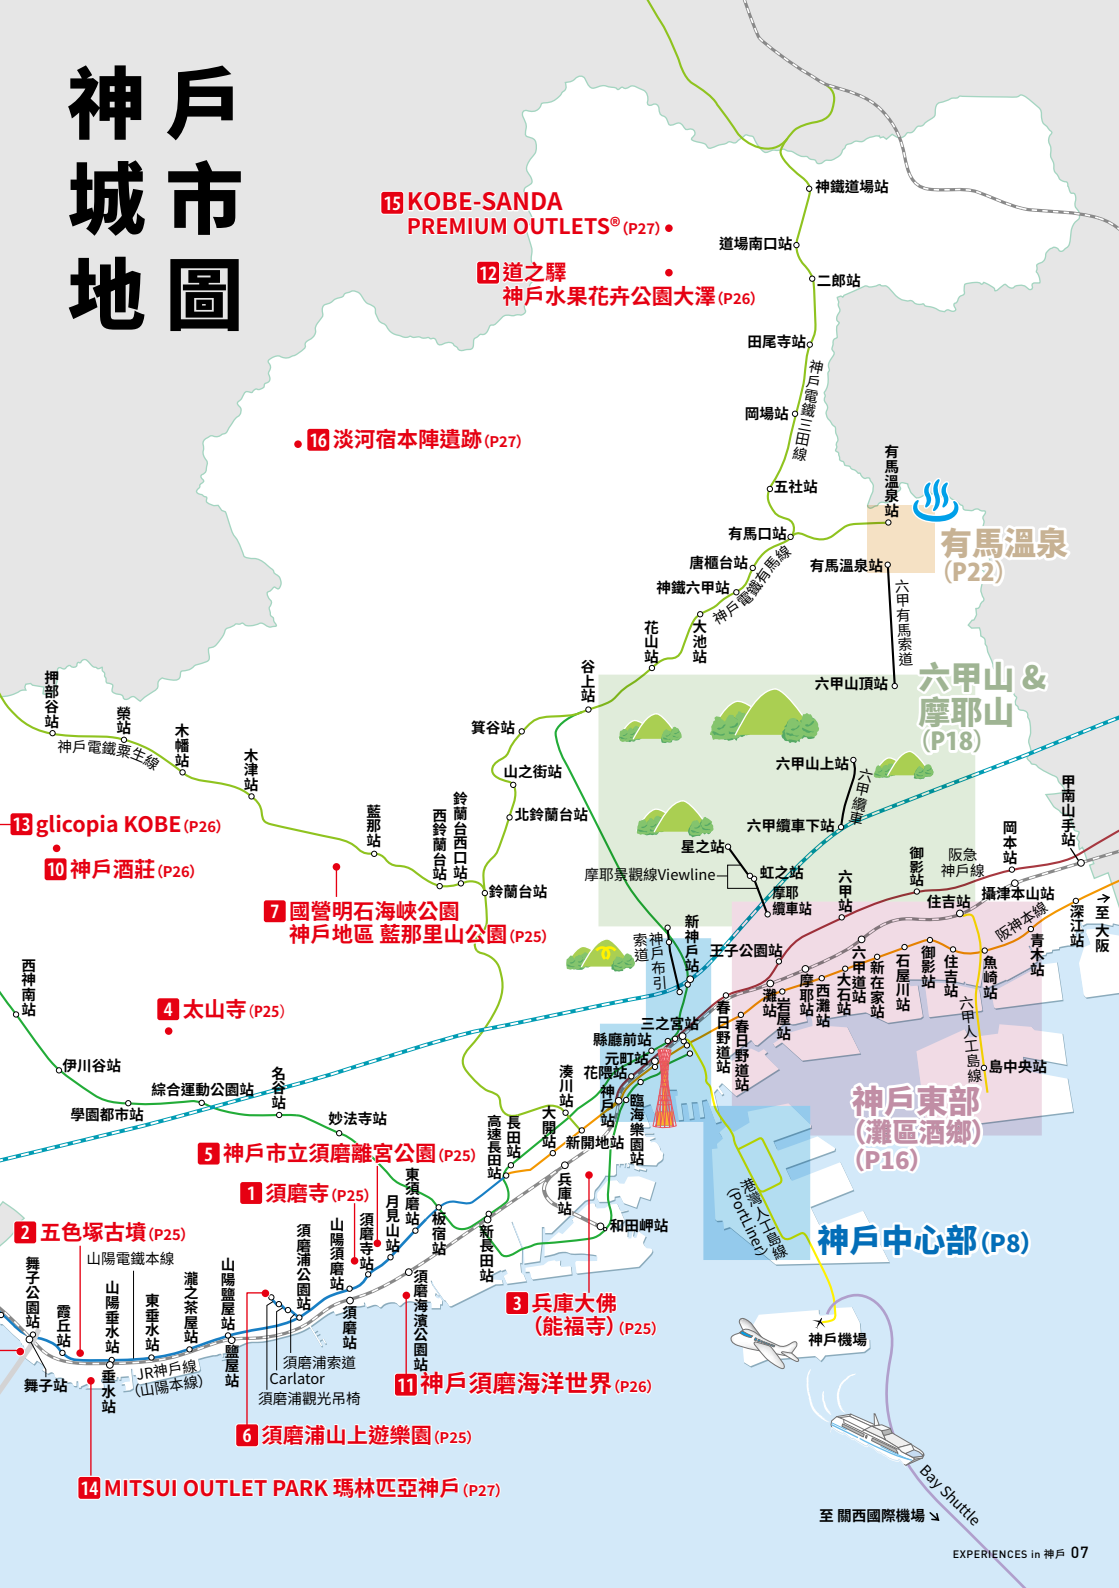 神戶
城市
地圖
15 KOBE-SANDA
PREMIUM OUTLETS® (P27)
12 道之驛
神戶水果花卉公園大澤(P26)
16 淡河宿本陣遺跡(P27)
神鐵道場站
道場南口站
二郎站
田尾寺站
神戶電鐵三田線
岡場站
五社站
有馬口站
有馬溫泉站
有馬溫泉
(P22)
唐櫃台站
神鐵六甲站
神戶電鐵有馬線
有馬溫泉站
六甲有馬索道
大池站
花山站
谷上站
六甲山頂站
六甲山 &
摩耶山
(P18)
押部谷站
榮站
木幡站
神戶電鐵粟生線
木津站
箕谷站
山之街站
北鈴蘭台站
藍那站
西鈴蘭台站
鈴蘭台西口站
鈴蘭台站
六甲山上站
六甲纜車
六甲纜車下站
星之站
摩耶景觀線Viewline
虹之站
摩耶
纜車站
13 glicopia KOBE(P26)
10 神戶酒莊(P26)
7 國營明石海峽公園
神戶地區 藍那里山公園(P25)
甲南山手站
岡本站
阪急
神戶線
御影站
六甲站
住吉站
攝津本山站
阪神本線
深江站
至大阪
青木站
新神戶站
神戶布引
索道
王子公園站
六甲道站
新在家站
石屋川站
御影站
住吉站
魚崎站
大石站
西灘站
摩耶站
岩屋站
灘站
六甲人工島線
島中央站
西神南站
4 太山寺(P25)
伊川谷站
學園都市站
綜合運動公園站
名谷站
妙法寺站
三之宮站
縣廳前站
元町站
花隈站
春日野道站
春日野道站
湊川站
神戶站
臨海樂園站
大開站
新開地站
長田站
高速長田站
兵庫站
和田岬站
神戶東部
(灘區酒鄉)
(P16)
5 神戶市立須磨離宮公園(P25)
1 須磨寺(P25)
2 五色塚古墳(P25)
東須磨站
月見山站
須磨寺站
山陽須磨站
須磨浦公園站
板宿站
新長田站
港灣人工島線
(PortLiner)
神戶中心部(P8)
舞子公園站
霞丘站
山陽電鐵本線
山陽垂水站
東垂水站
瀧之茶屋站
山陽鹽屋站
鹽屋站
須磨站
須磨海濱公園站
3 兵庫大佛
(能福寺)(P25)
舞子站
垂水站
JR神戶線
(山陽本線)
須磨浦索道
Carlator
須磨浦觀光吊椅
11 神戶須磨海洋世界(P26)
6 須磨浦山上遊樂園(P25)
14 MITSUI OUTLET PARK 瑪林匹亞神戶(P27)
神戶機場
Bay Shuttle
至 關西國際機場
EXPERIENCES in 神戶 07